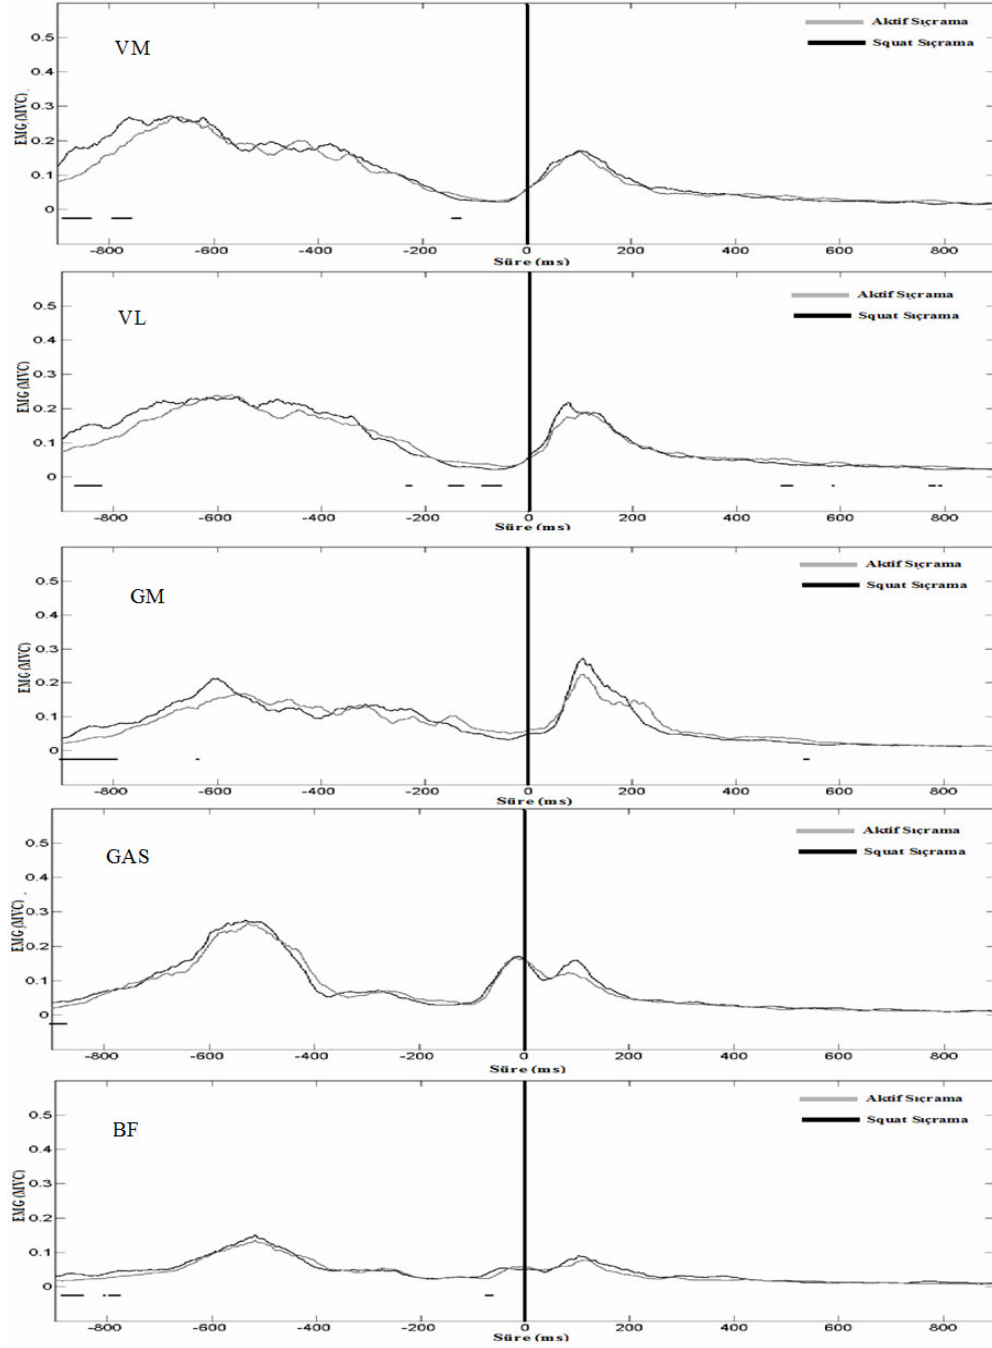 Aktif Sıçrama
Squat Sıçrama
VM
EMG(MVC)
0.5
0.4
0.3
0.2
0.1
0
-800 -600 -400 -200 0 200 400 600 800
Süre (ms)
Aktif Sıçrama
Squat Sıçrama
VL
EMG(MVC)
0.5
0.4
0.3
0.2
0.1
0
-800 -600 -400 -200 0 200 400 600 800
Süre (ms)
Aktif Sıçrama
Squat Sıçrama
GM
EMG(MVC)
0.5
0.4
0.3
0.2
0.1
0
-800 -600 -400 -200 0 200 400 600 800
Süre (ms)
Aktif Sıçrama
Squat Sıçrama
GAS
EMG(MVC)
0.5
0.4
0.3
0.2
0.1
0
-800 -600 -400 -200 0 200 400 600 800
Süre (ms)
Aktif Sıçrama
Squat Sıçrama
BF
EMG(MVC)
0.5
0.4
0.3
0.2
0.1
0
-800 -600 -400 -200 0 200 400 600 800
Süre (ms)